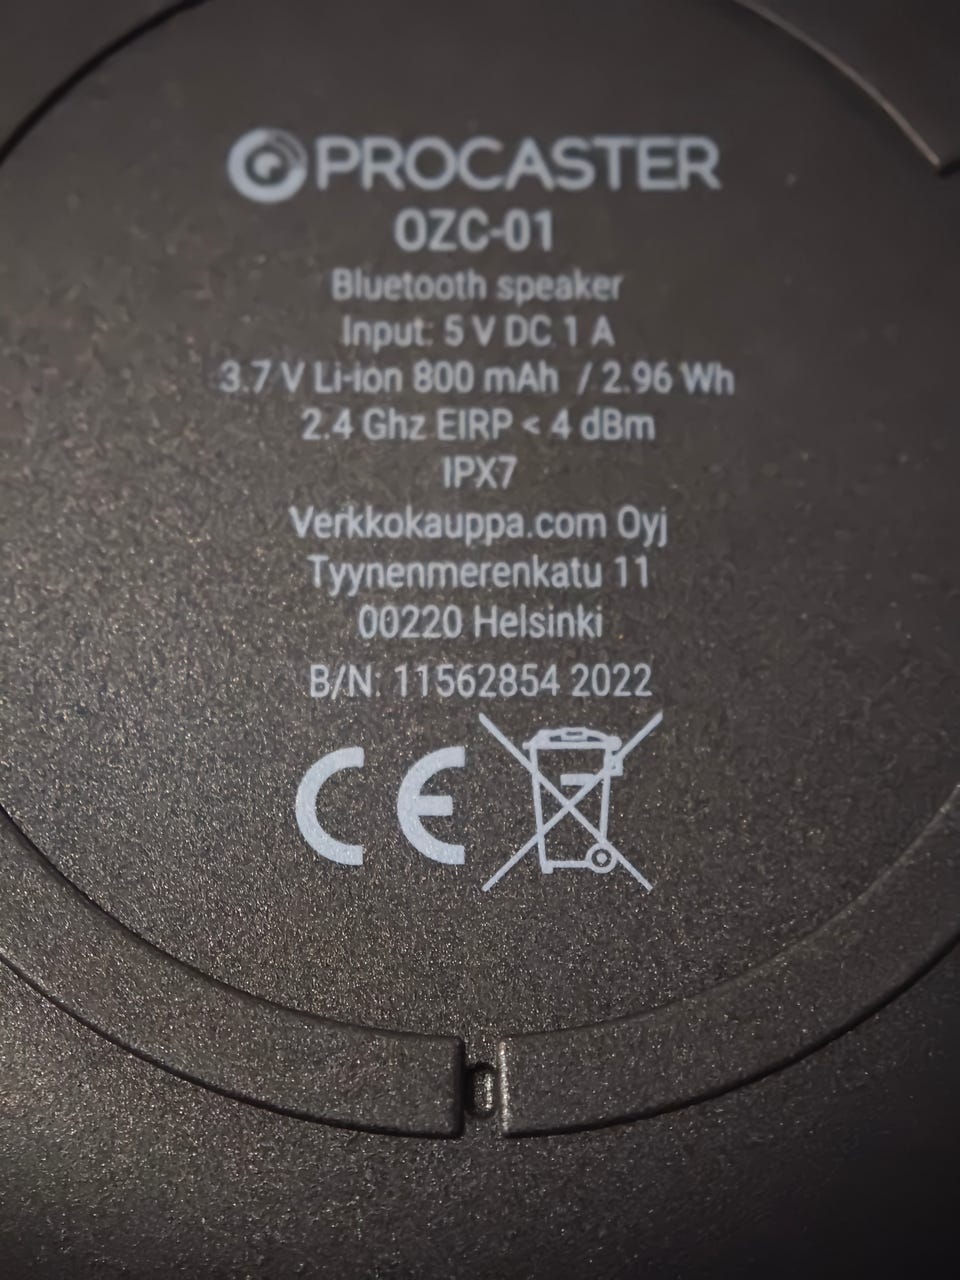 PROCASTER
OZC-01
Bluetooth speaker
Input: 5 V DC 1 A
3.7 V Li-ion 800 mAh / 2.96 Wh
2.4 Ghz EIRP < 4 dBm
IPX7
Verkkokauppa.com Oyj
Tyynenmerenkatu 11
00220 Helsinki
B/N: 11562854 2022
CE